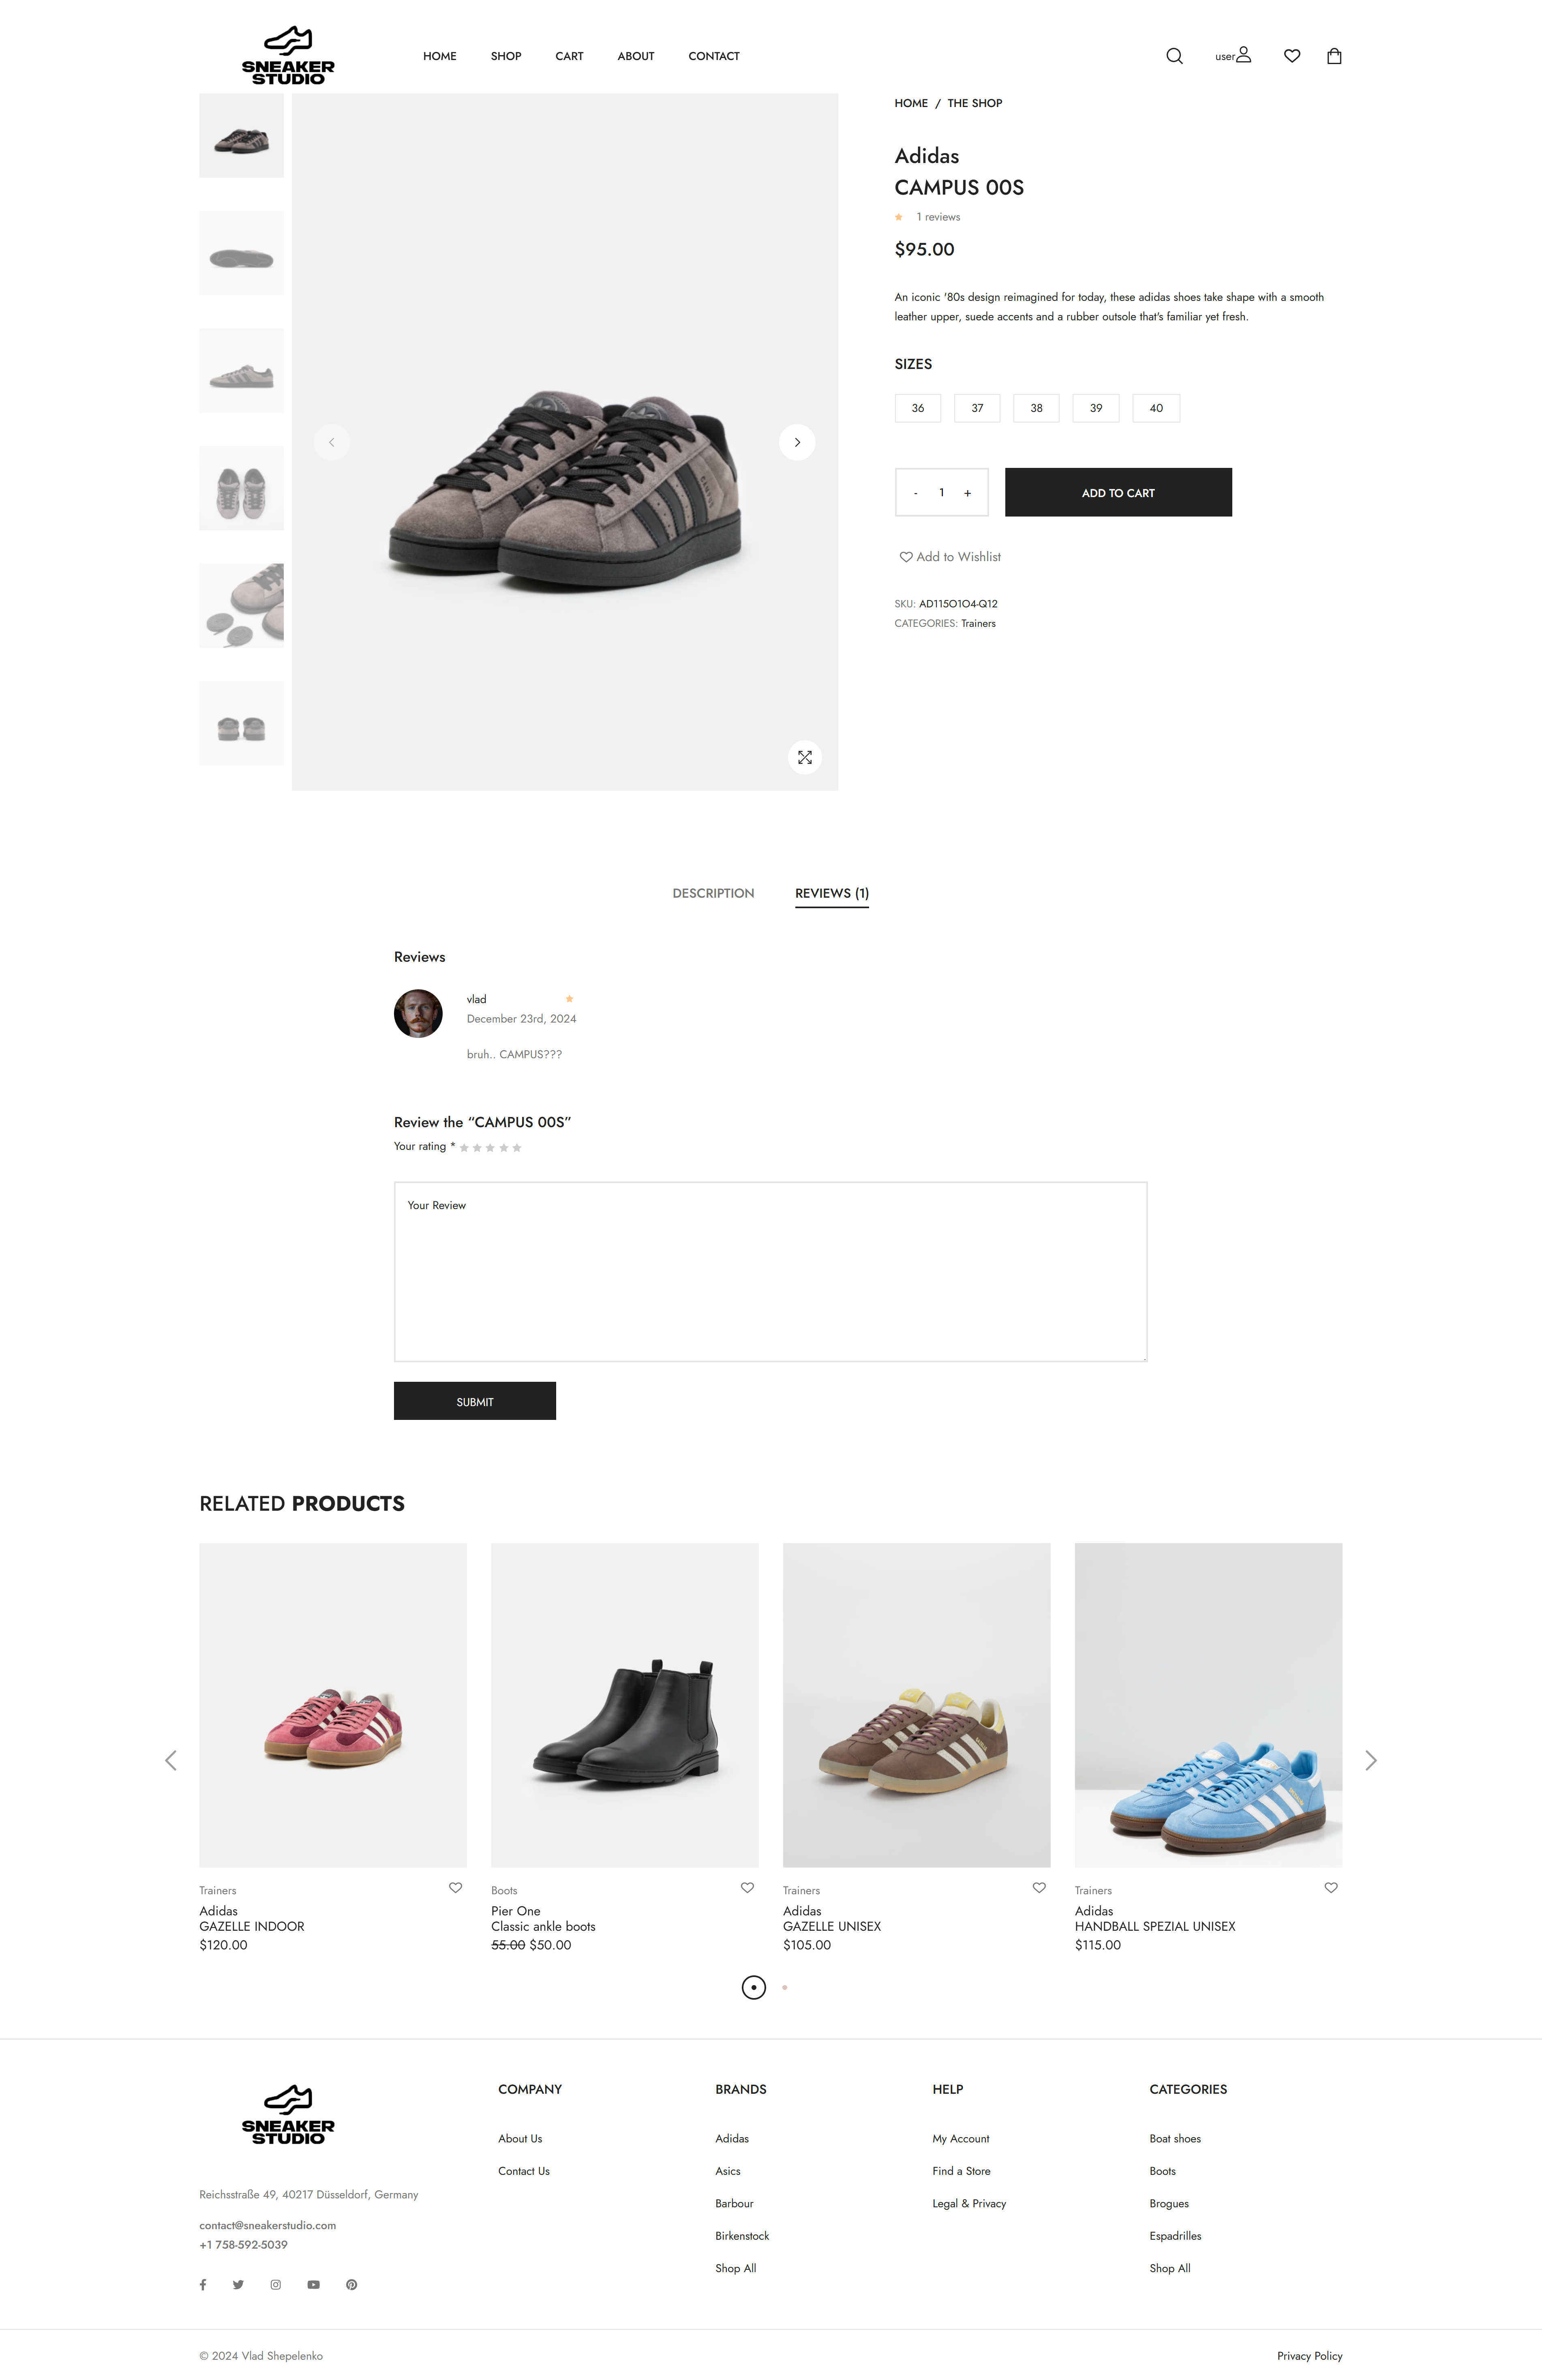 SNEAKER
STUDIO
HOME SHOP CART ABOUT CONTACT
user
HOME / THE SHOP
Adidas
CAMPUS 00S
1 reviews
$95.00
An iconic '80s design reimagined for today, these adidas shoes take shape with a smooth
leather upper, suede accents and a rubber outsole that's familiar yet fresh.
SIZES
36 37 38 39 40
- 1 +
ADD TO CART
Add to Wishlist
SKU: AD115O1O4-Q12
CATEGORIES: Trainers
DESCRIPTION REVIEWS (1)
Reviews
vlad
December 23rd, 2024
bruh.. CAMPUS???
Review the “CAMPUS 00S”
Your rating *
Your Review
SUBMIT
RELATED PRODUCTS
Trainers
Adidas
GAZELLE INDOOR
$120.00
Boots
Pier One
Classic ankle boots
55.00 $50.00
Trainers
Adidas
GAZELLE UNISEX
$105.00
Trainers
Adidas
HANDBALL SPEZIAL UNISEX
$115.00
SNEAKER
STUDIO
Reichsstraße 49, 40217 Düsseldorf, Germany
contact@sneakerstudio.com
+1 758-592-5039
COMPANY
About Us
Contact Us
BRANDS
Adidas
Asics
Barbour
Birkenstock
Shop All
HELP
My Account
Find a Store
Legal & Privacy
CATEGORIES
Boat shoes
Boots
Brogues
Espadrilles
Shop All
© 2024 Vlad Shepelenko
Privacy Policy